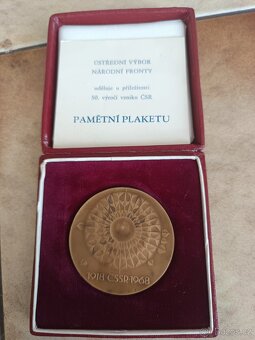 ÚSTŘEDNÍ VÝBOR
NÁRODNÍ FRONTY
uděluje u příležitosti
50. výročí vzniku ČSR
PAMĚTNÍ PLAKETU
1918·ČSSR·1968